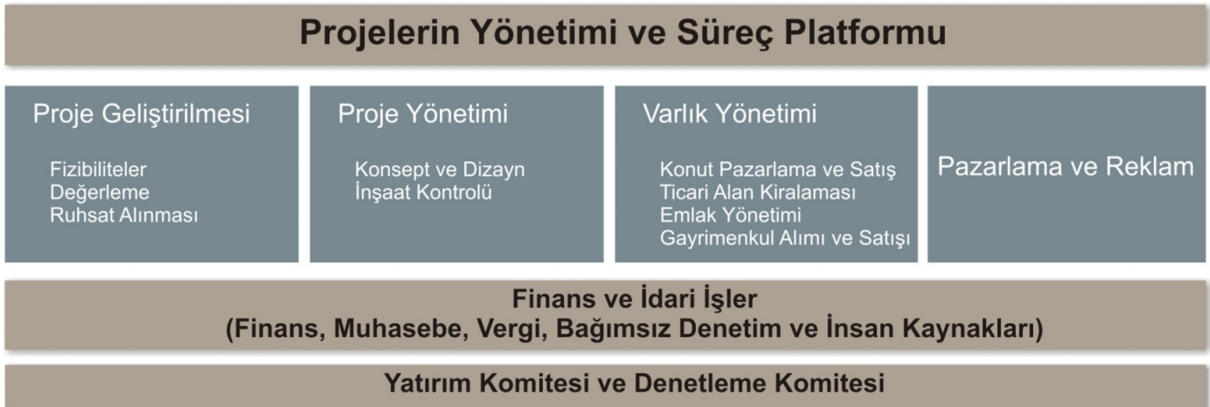 Projelerin Yönetimi ve Süreç Platformu
Proje Geliştirilmesi
Fizibiliteler
Değerleme
Ruhsat Alınması
Proje Yönetimi
Konsept ve Dizayn
İnşaat Kontrolü
Varlık Yönetimi
Konut Pazarlama ve Satış
Ticari Alan Kiralaması
Emlak Yönetimi
Gayrimenkul Alımı ve Satışı
Pazarlama ve Reklam
Finans ve İdari İşler
(Finans, Muhasebe, Vergi, Bağımsız Denetim ve İnsan Kaynakları)
Yatırım Komitesi ve Denetleme Komitesi